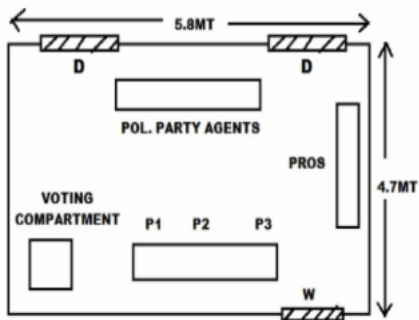 5.8MT
D D
POL. PARTY AGENTS
PROS
4.7MT
VOTING
COMPARTMENT
P1 P2 P3
W